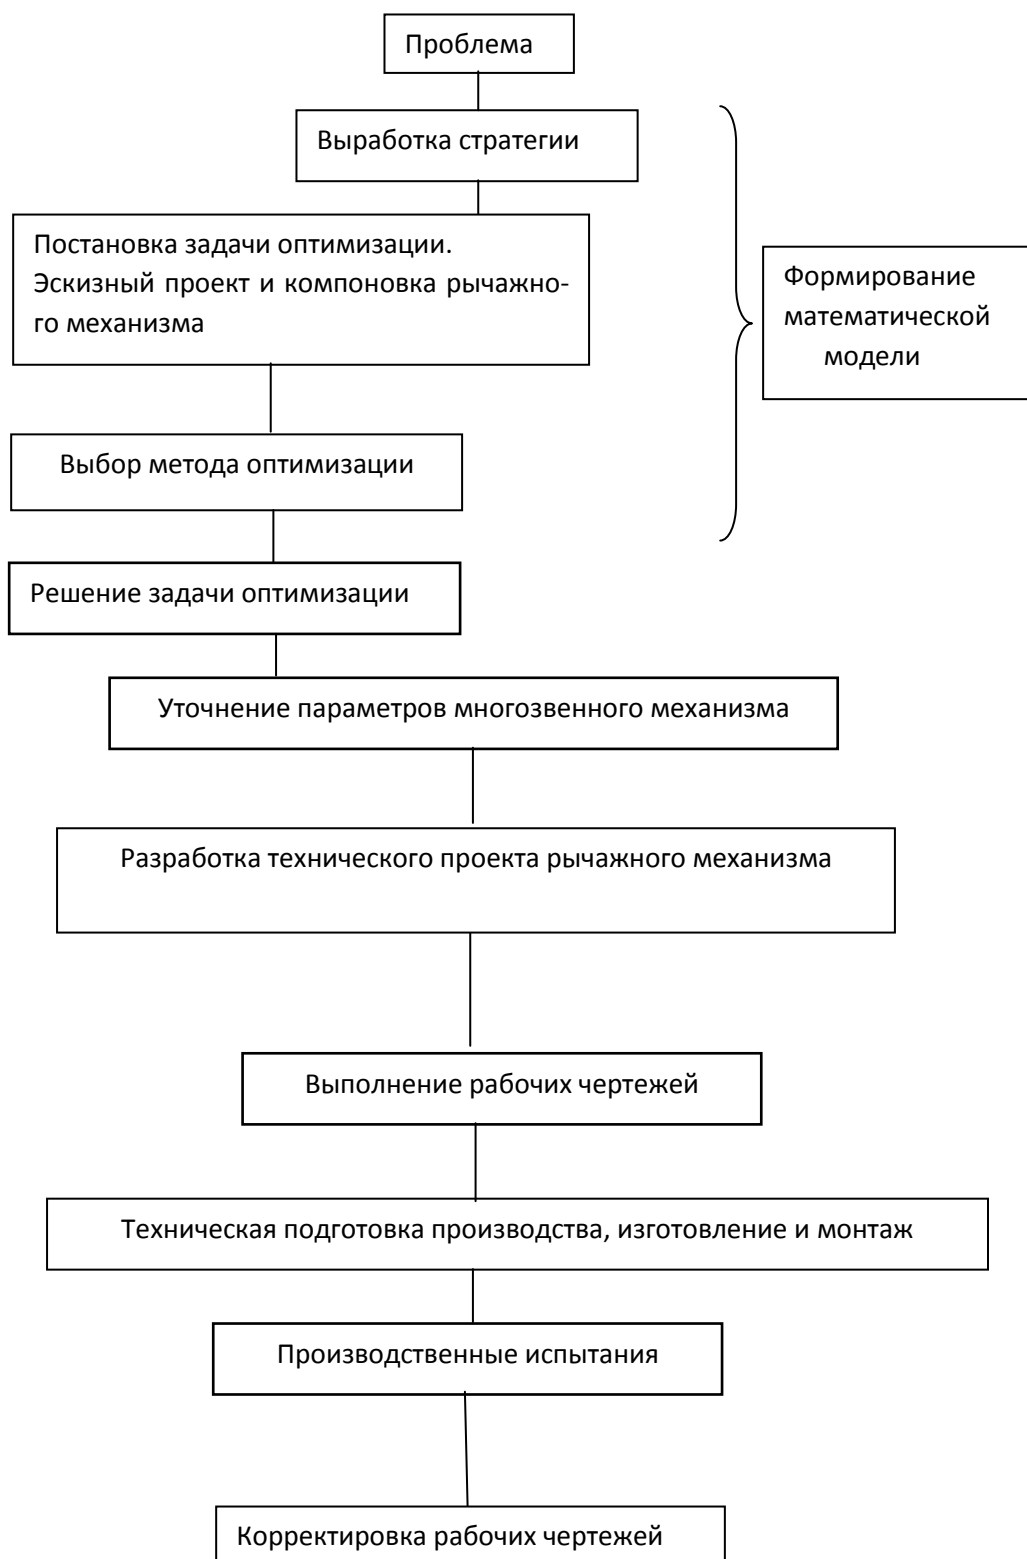 Проблема
Выработка стратегии
Постановка задачи оптимизации.
Эскизный проект и компоновка рычажно-
го механизма
Формирование
математической
модели
Выбор метода оптимизации
Решение задачи оптимизации
Уточнение параметров многозвенного механизма
Разработка технического проекта рычажного механизма
Выполнение рабочих чертежей
Техническая подготовка производства, изготовление и монтаж
Производственные испытания
Корректировка рабочих чертежей